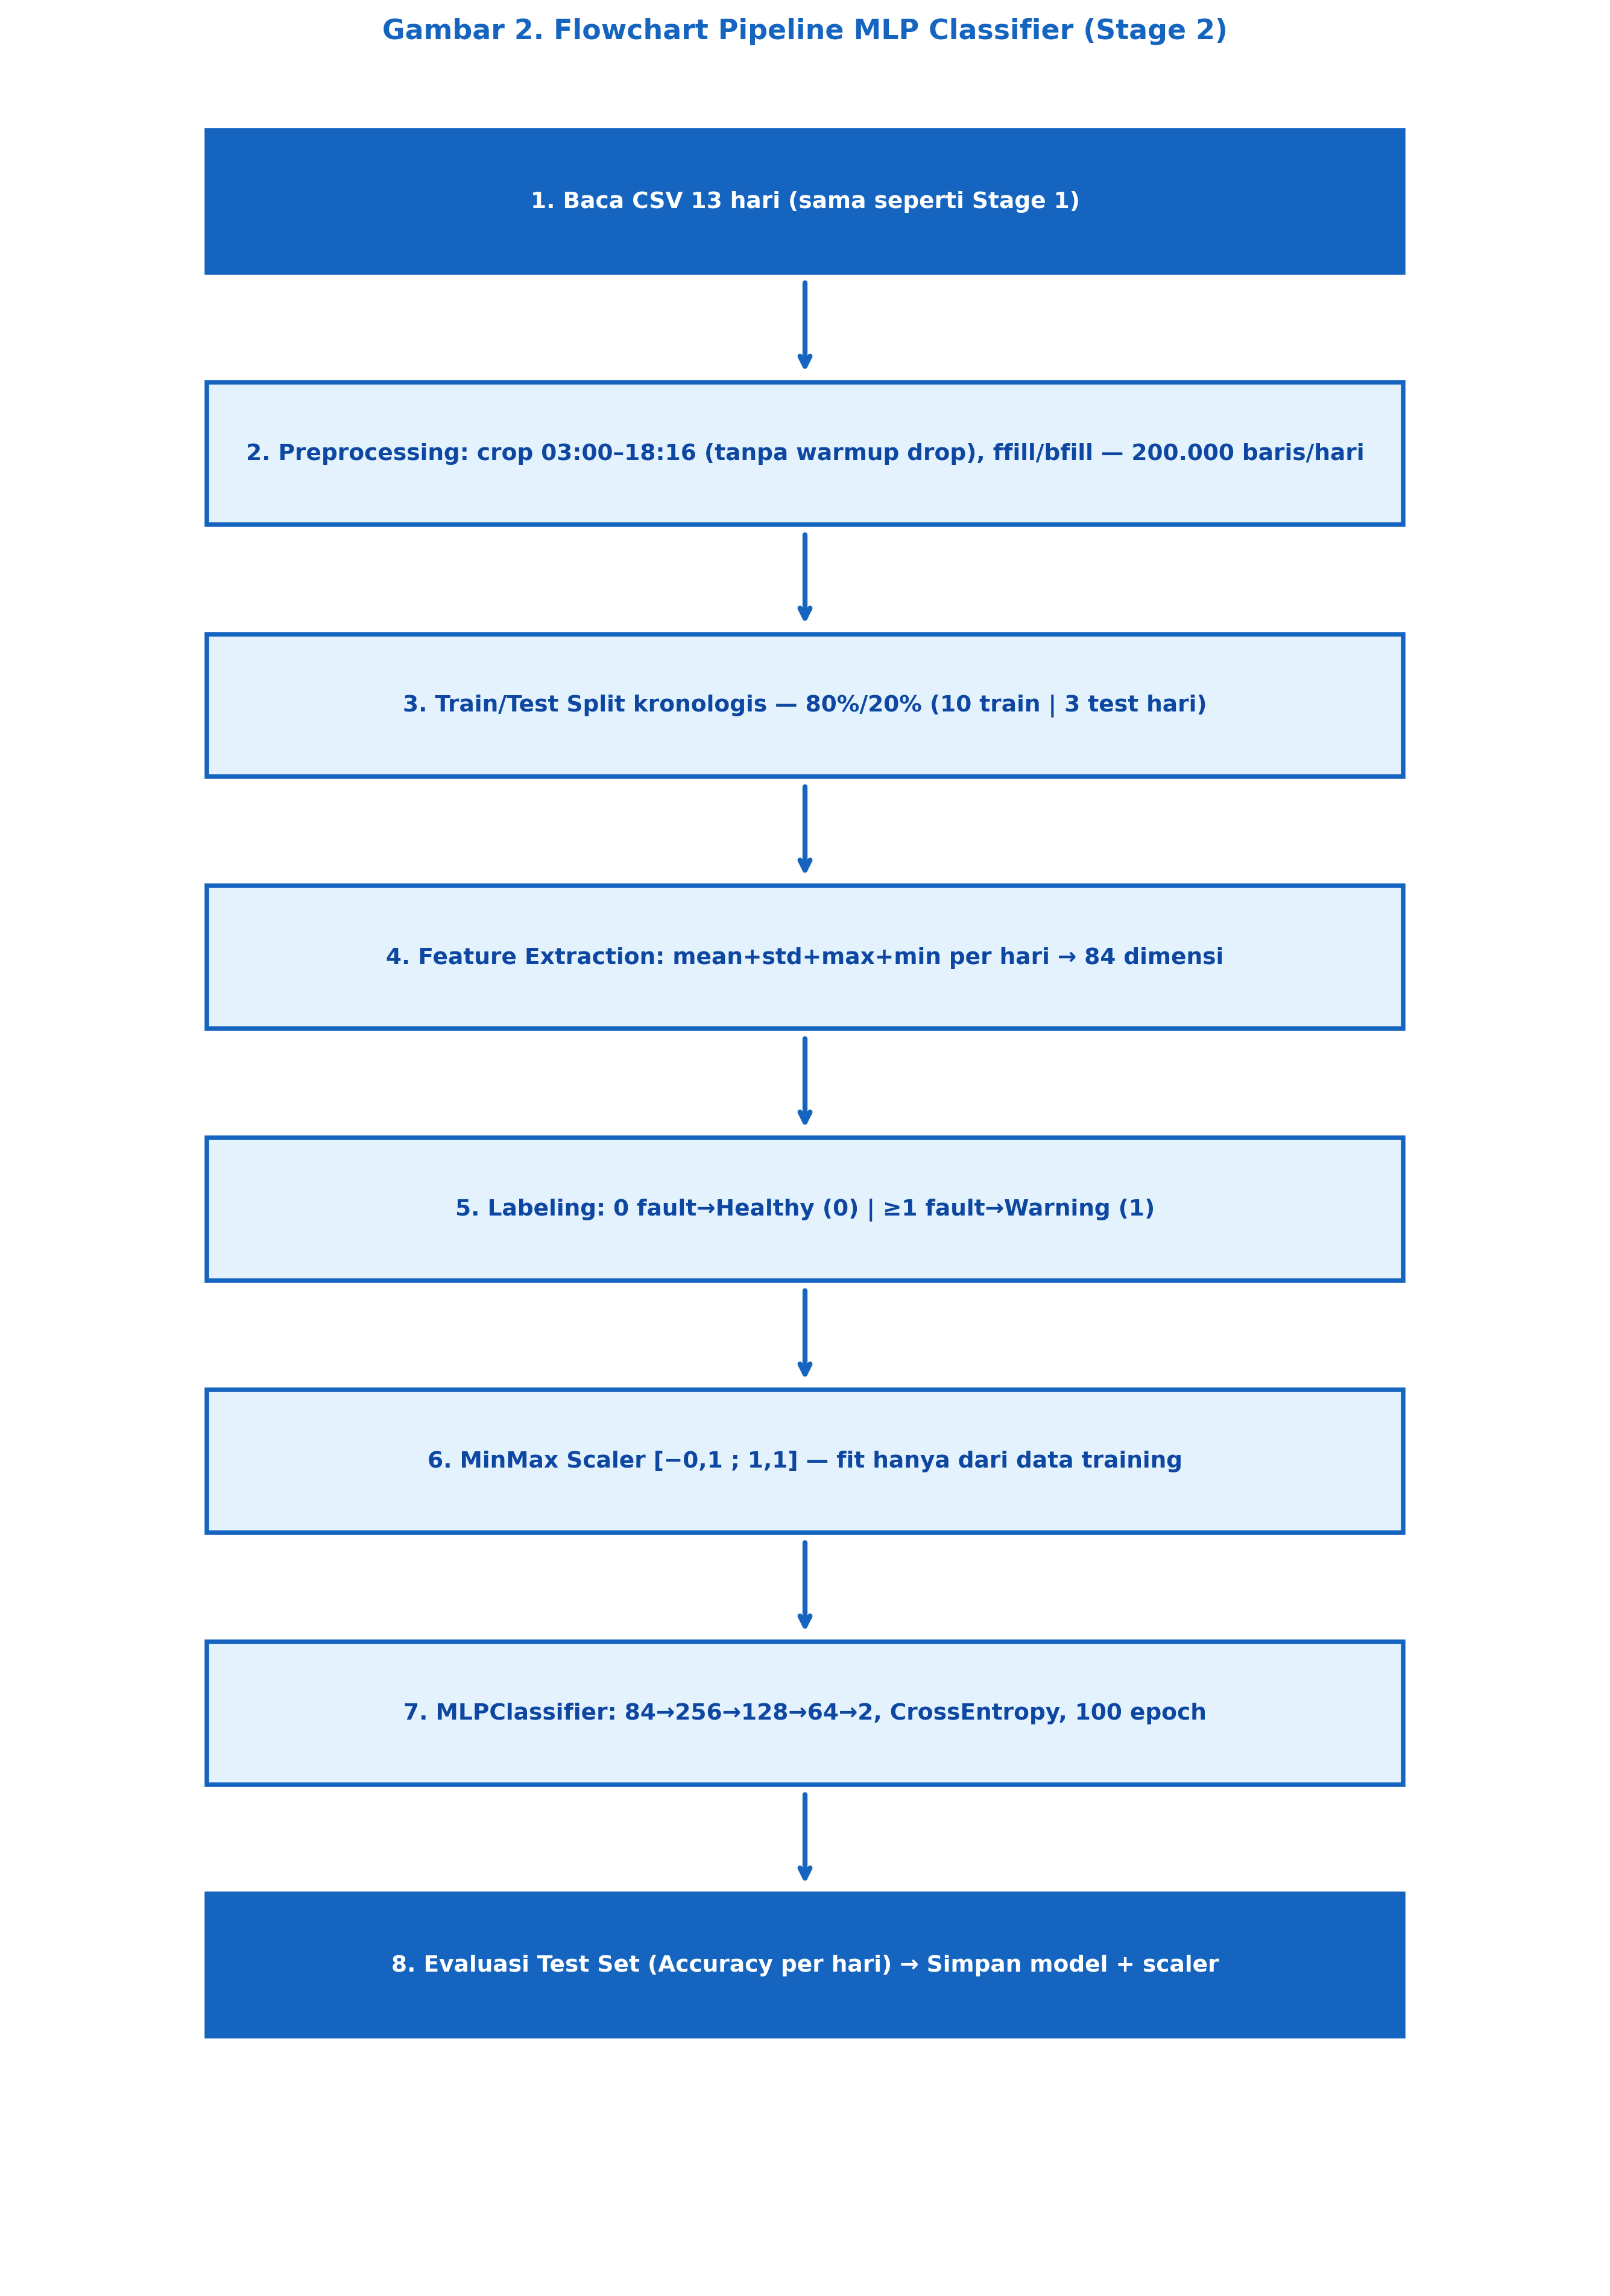 Gambar 2. Flowchart Pipeline MLP Classifier (Stage 2)
1. Baca CSV 13 hari (sama seperti Stage 1)
2. Preprocessing: crop 03:00–18:16 (tanpa warmup drop), ffill/bfill — 200.000 baris/hari
3. Train/Test Split kronologis — 80%/20% (10 train | 3 test hari)
4. Feature Extraction: mean+std+max+min per hari → 84 dimensi
5. Labeling: 0 fault→Healthy (0) | ≥1 fault→Warning (1)
6. MinMax Scaler [−0,1 ; 1,1] — fit hanya dari data training
7. MLPClassifier: 84→256→128→64→2, CrossEntropy, 100 epoch
8. Evaluasi Test Set (Accuracy per hari) → Simpan model + scaler